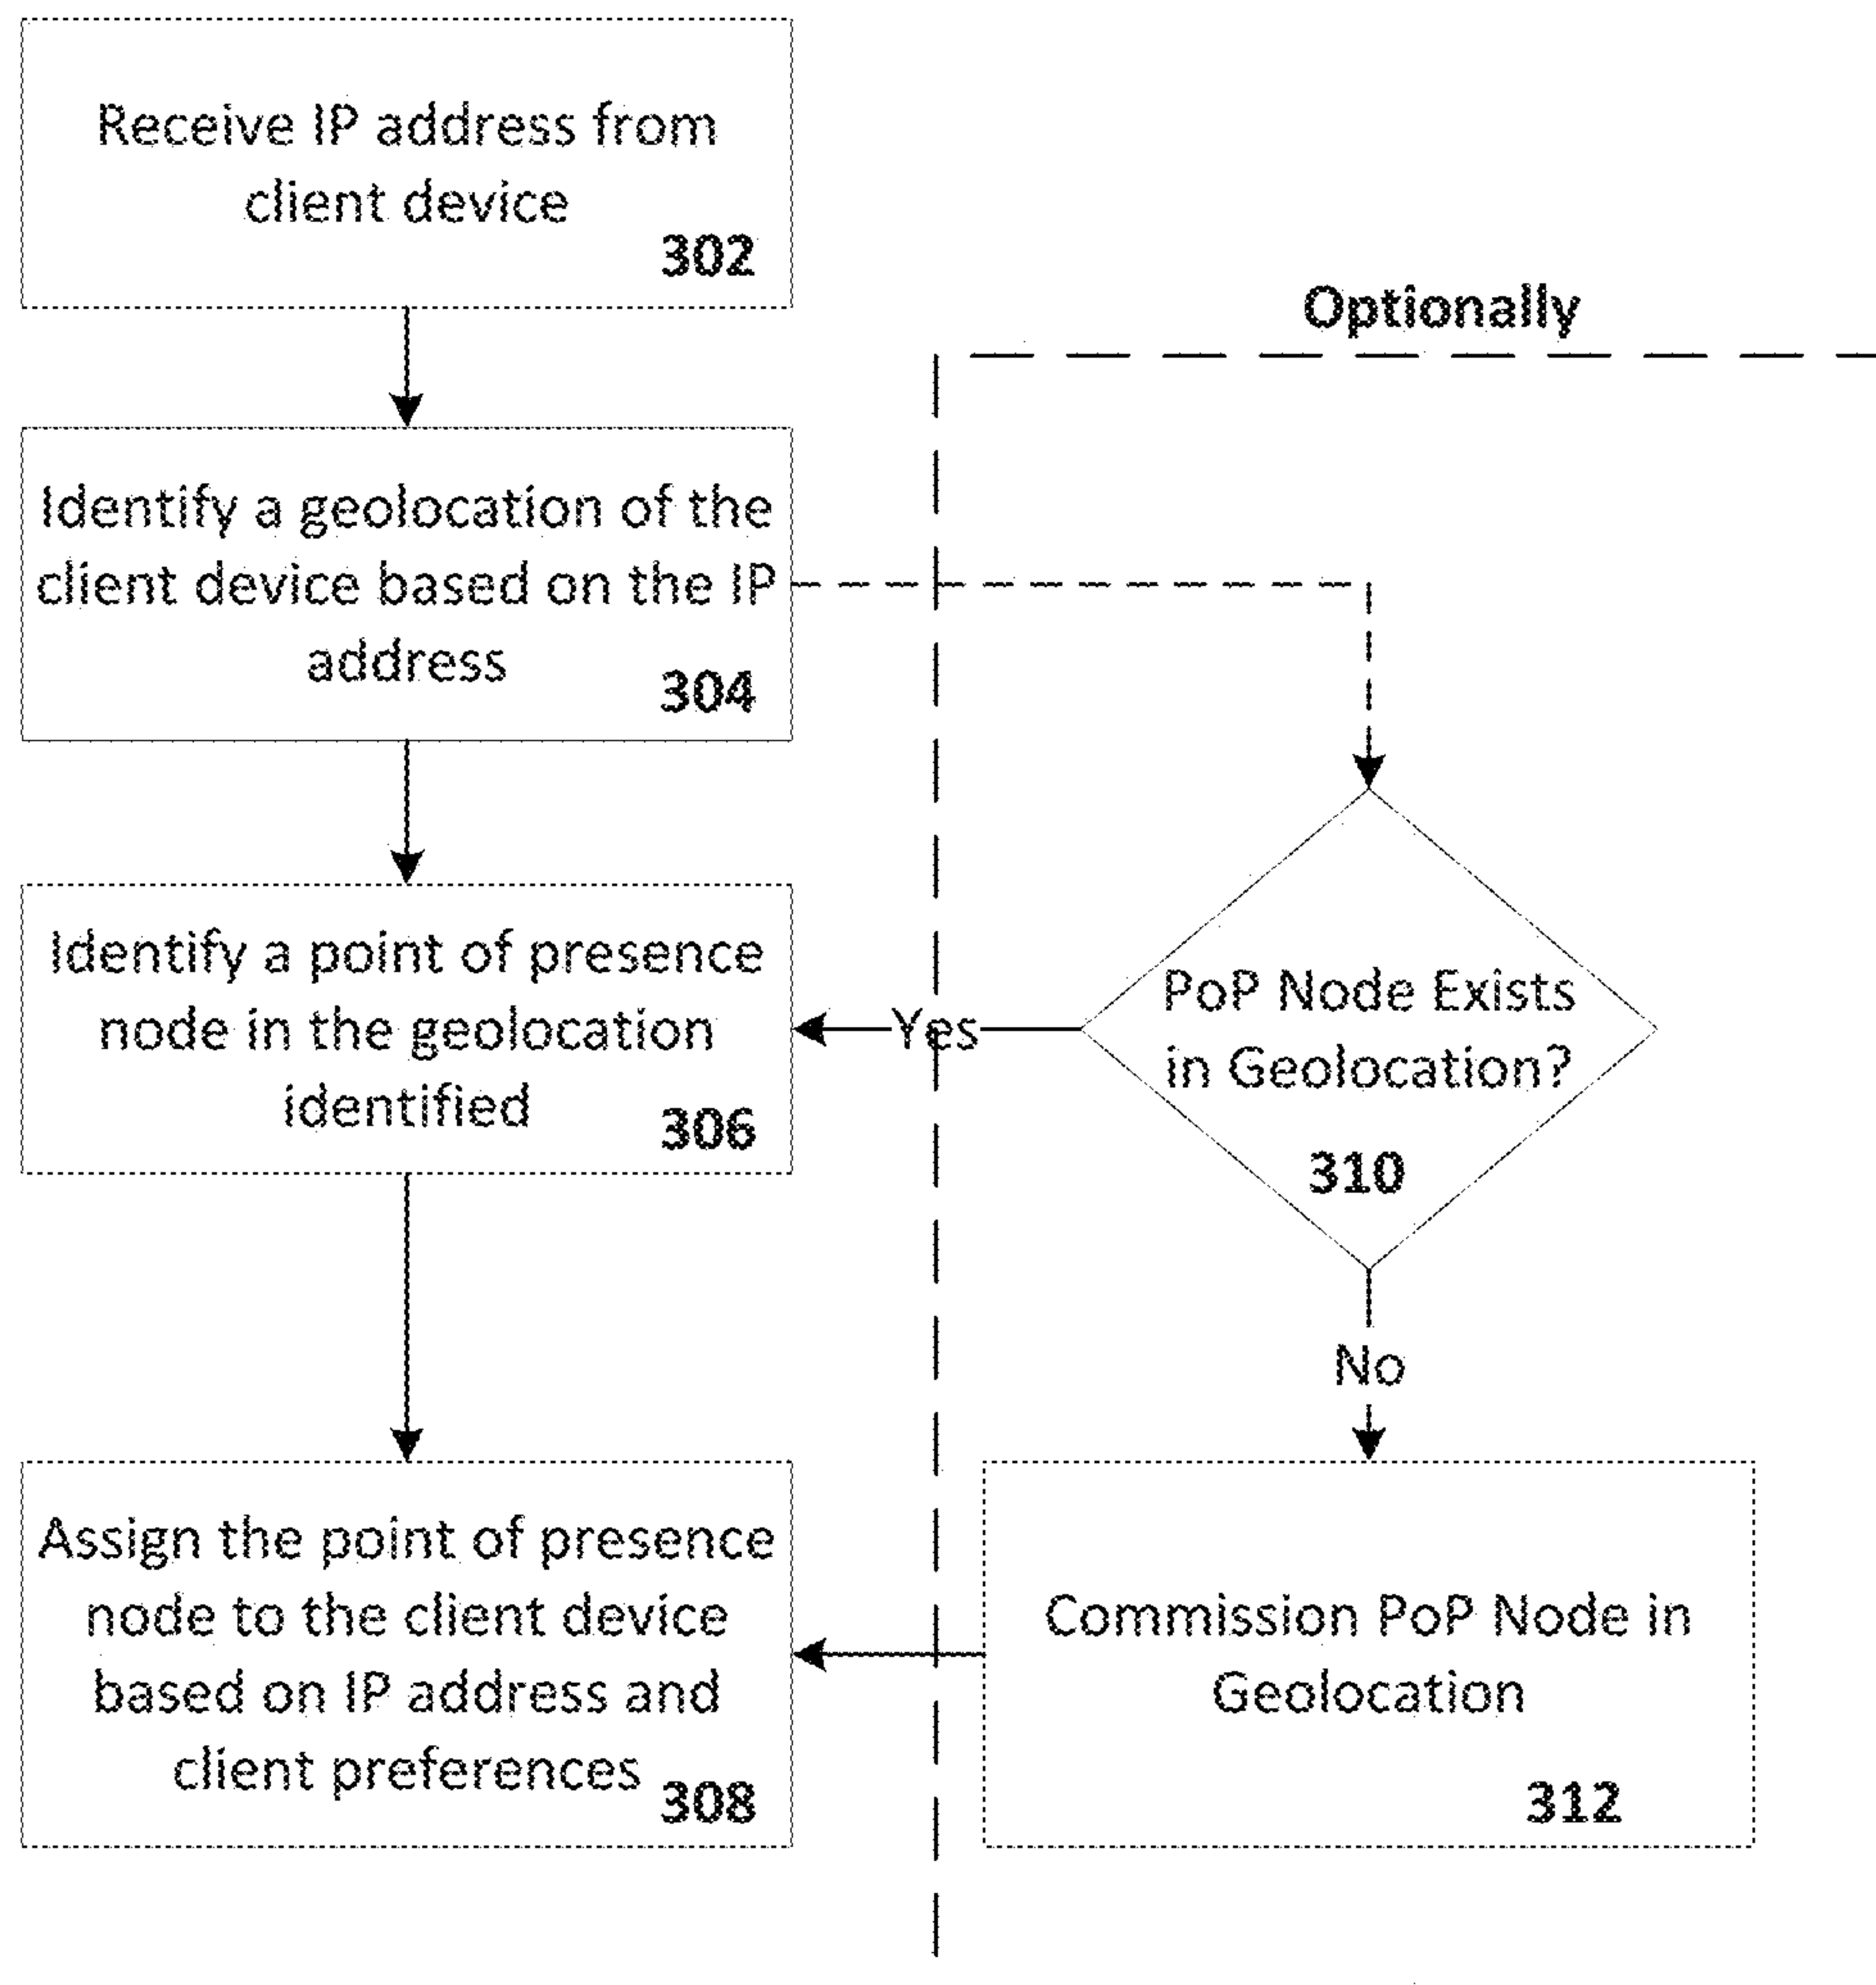 Receive IP address from
client device
302
Optionally
Identify a geolocation of the
client device based on the IP
address
304
Identify a point of presence
node in the geolocation
identified
306
Yes
PoP Node Exists
in Geolocation?
310
No
Assign the point of presence
node to the client device
based on IP address and
client preferences
308
Commission PoP Node in
Geolocation
312